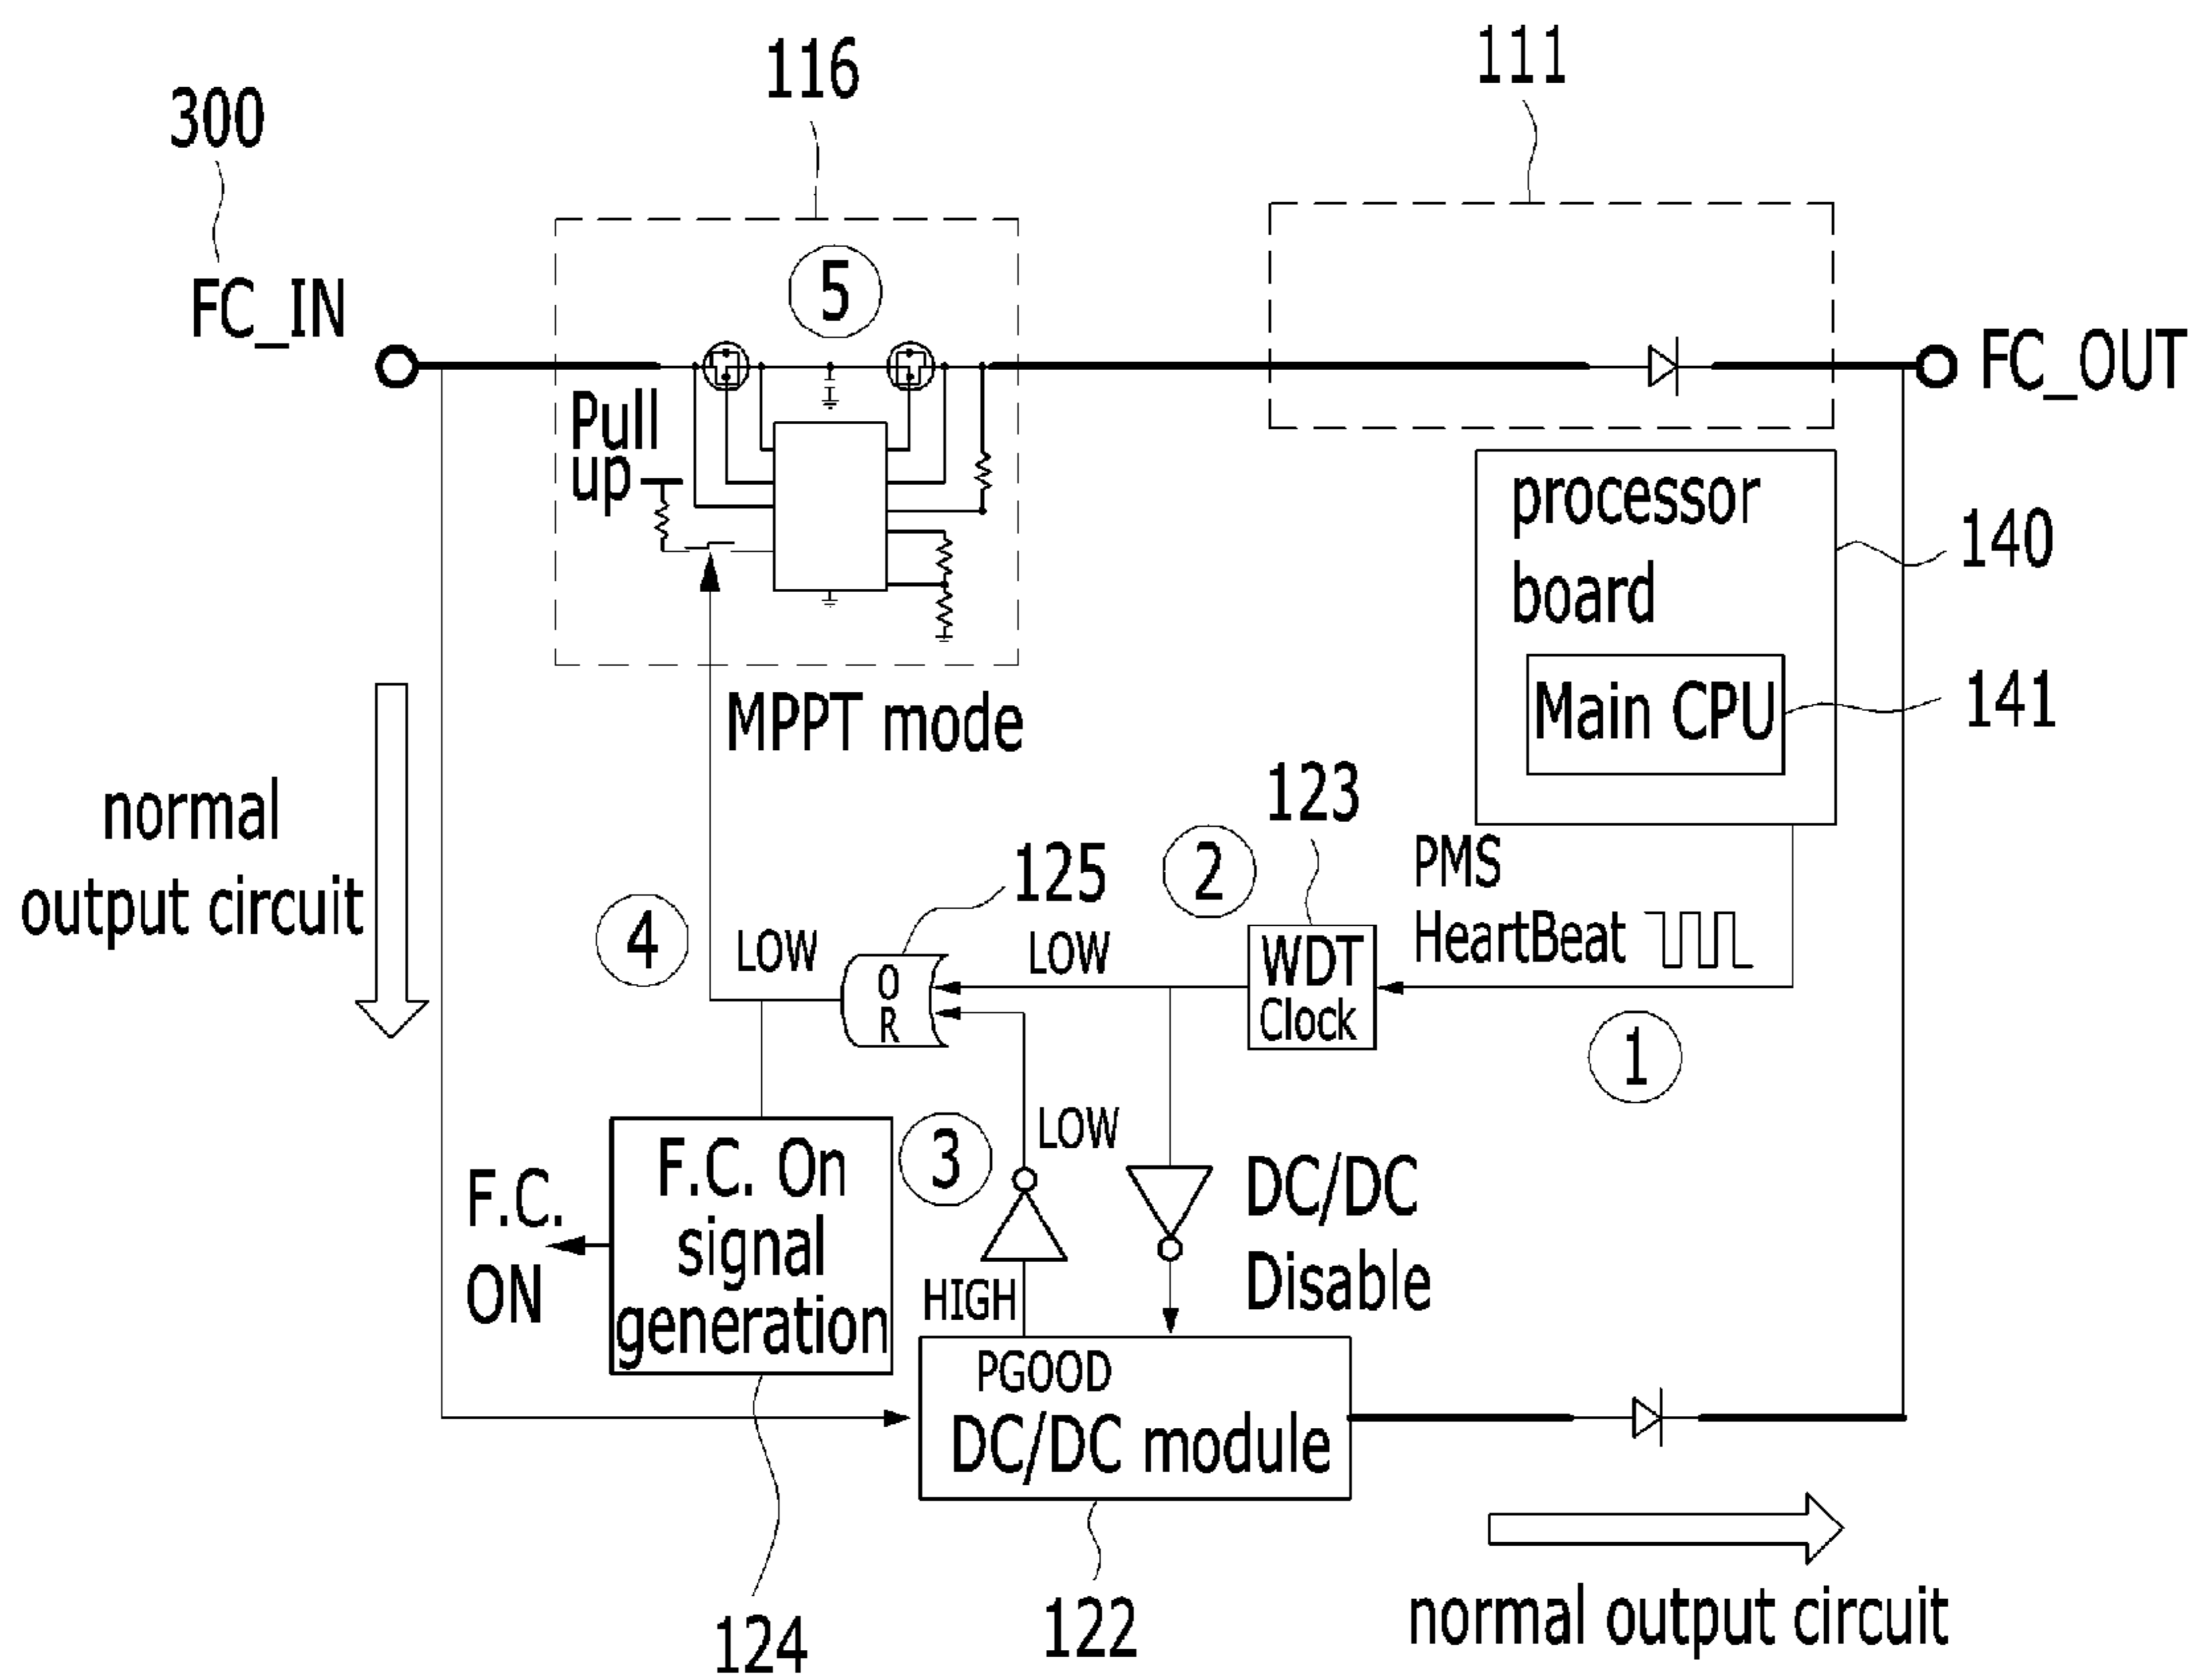 116
111
300
5
FC_IN
FC_OUT
Pull
up
processor
board
140
Main CPU
141
MPPT mode
normal
output circuit
123
2
PMS
HeartBeat
125
4
LOW
O
R
LOW
WDT
Clock
1
3
LOW
F.C. On
signal
generation
F.C.
ON
HIGH
DC/DC
Disable
PGOOD
DC/DC module
124
122
normal output circuit